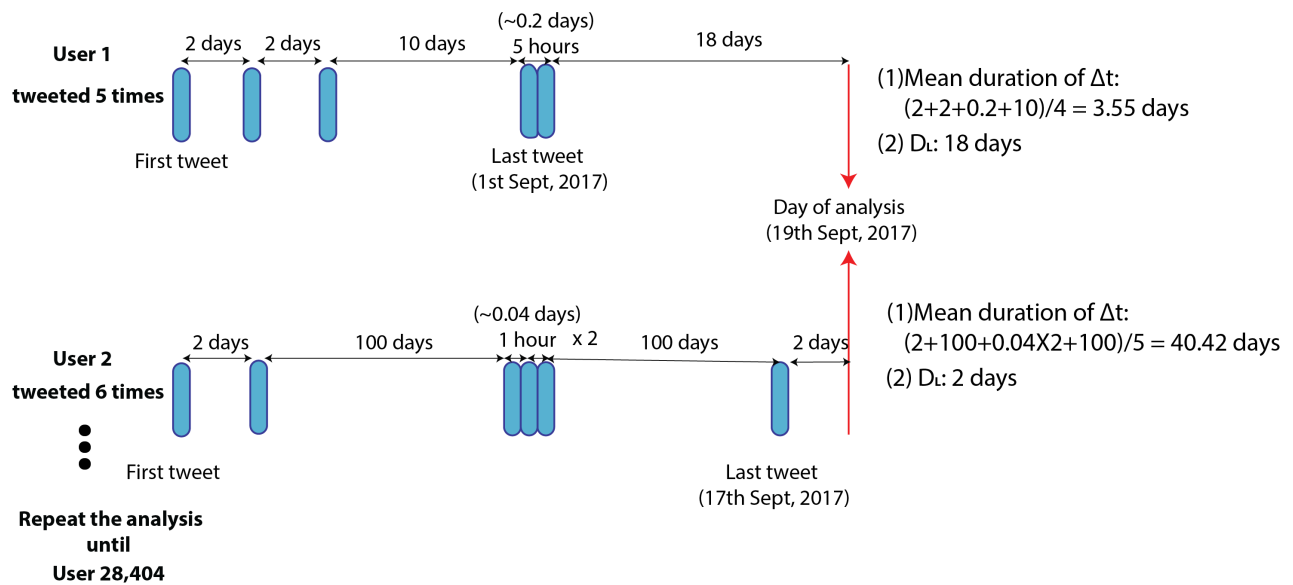 (~0.2 days)
User 1
2 days
2 days
10 days
5 hours
18 days
tweeted 5 times
First tweet
Last tweet
(1st Sept, 2017)
(1)Mean duration of Δt:
(2+2+0.2+10)/4 = 3.55 days
(2) DL: 18 days
Day of analysis
(19th Sept, 2017)
(~0.04 days)
User 2
2 days
100 days
1 hour x 2
100 days
2 days
tweeted 6 times
First tweet
Last tweet
(17th Sept, 2017)
(1)Mean duration of Δt:
(2+100+0.04X2+100)/5 = 40.42 days
(2) DL: 2 days
Repeat the analysis
until
User 28,404